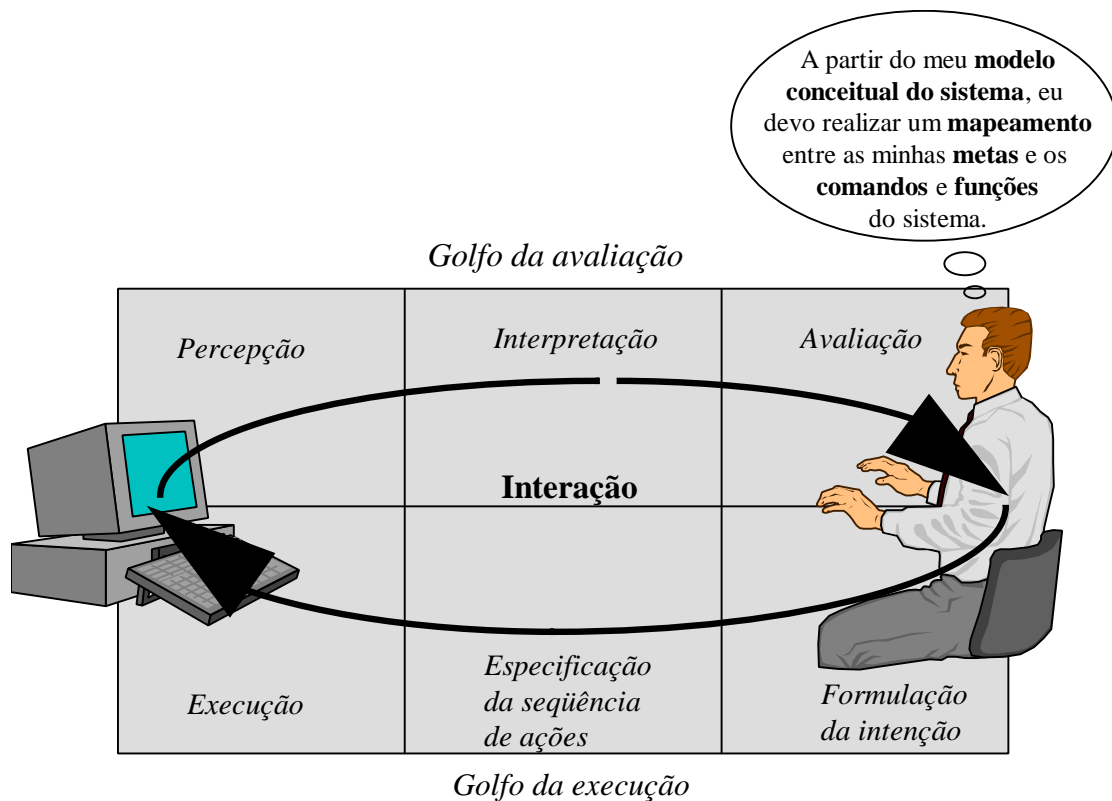 A partir do meu modelo
conceitual do sistema, eu
devo realizar um mapeamento
entre as minhas metas e os
comandos e funções
do sistema.
Golfo da avaliação
Percepção
Interpretação
Avaliação
Interação
Execução
Especificação
da seqüência
de ações
Formulação
da intenção
Golfo da execução